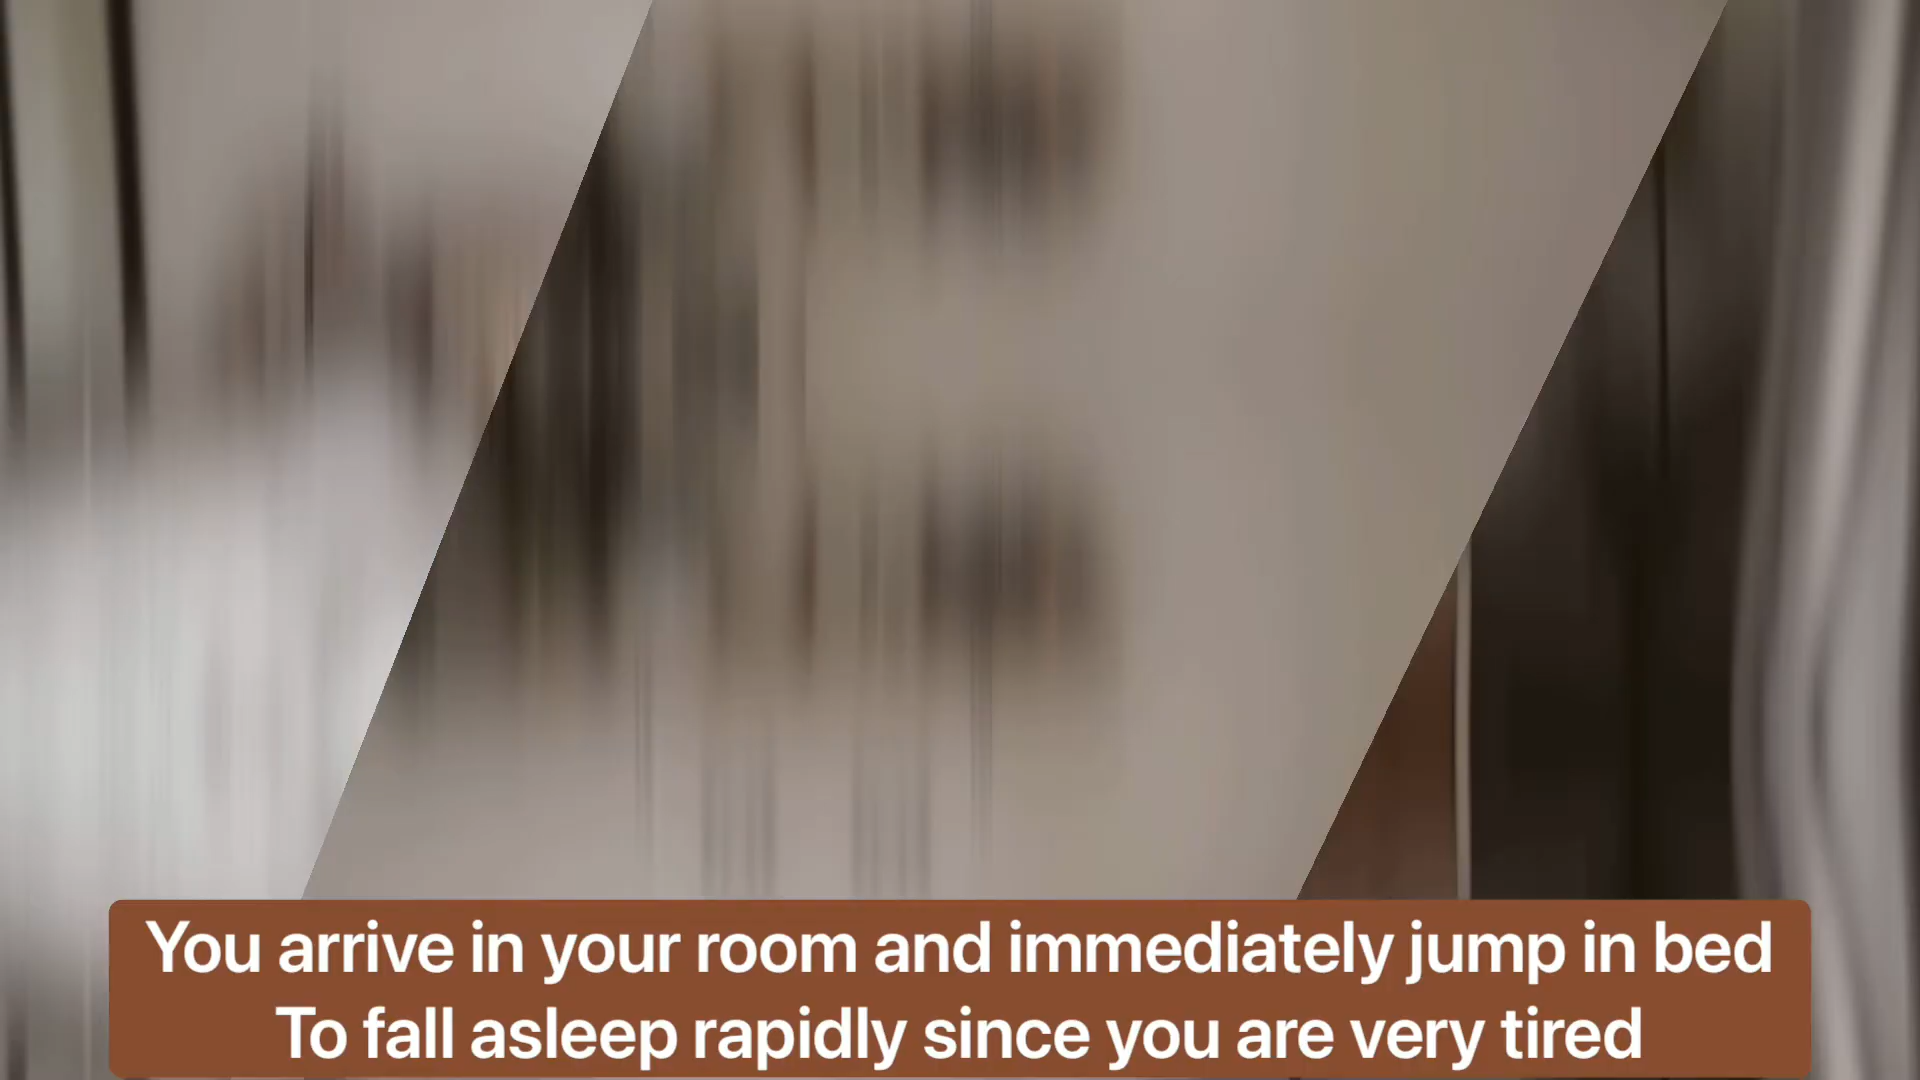 You arrive in your room and immediately jump in bed
To fall asleep rapidly since you are very tired